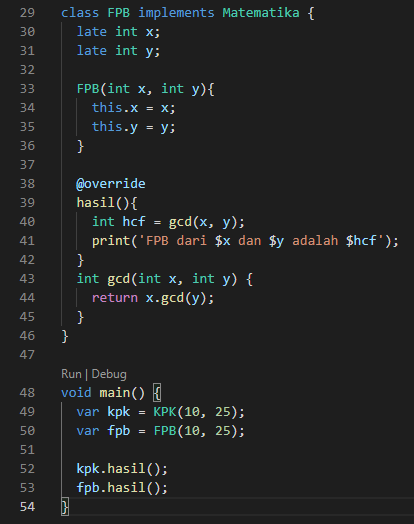 29 class FPB implements Matematika {
30   late int x;
31   late int y;
32
33   FPB(int x, int y){
34     this.x = x;
35     this.y = y;
36   }
37
38   @override
39   hasil(){
40     int hcf = gcd(x, y);
41     print('FPB dari $x dan $y adalah $hcf');
42   }
43   int gcd(int x, int y) {
44     return x.gcd(y);
45   }
46 }
47
Run | Debug
48 void main() {
49   var kpk = KPK(10, 25);
50   var fpb = FPB(10, 25);
51
52   kpk.hasil();
53   fpb.hasil();
54 }